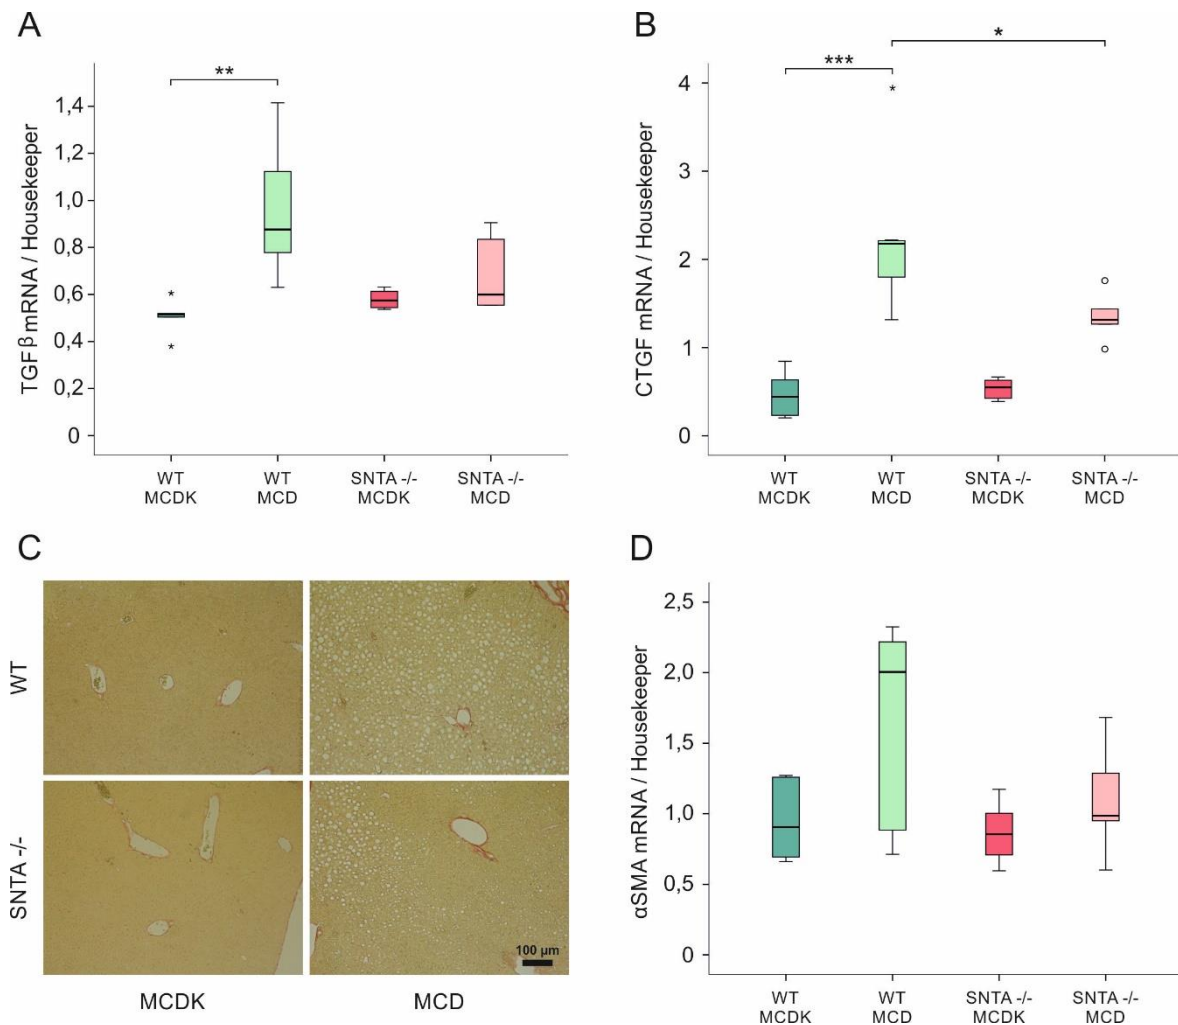 A
**
TGFβ mRNA / Housekeeper
1,4
1,2
1,0
0,8
0,6
0,4
0,2
0
*
*
WT
MCDK
WT
MCD
SNTA -/-
MCDK
SNTA -/-
MCD
B
*
***
*
CTGF mRNA / Housekeeper
4
3
2
1
0
WT
MCDK
WT
MCD
SNTA -/-
MCDK
SNTA -/-
MCD
C
WT
SNTA -/-
100 µm
MCDK
MCD
D
αSMA mRNA / Housekeeper
2,5
2,0
1,5
1,0
0,5
0
WT
MCDK
WT
MCD
SNTA -/-
MCDK
SNTA -/-
MCD